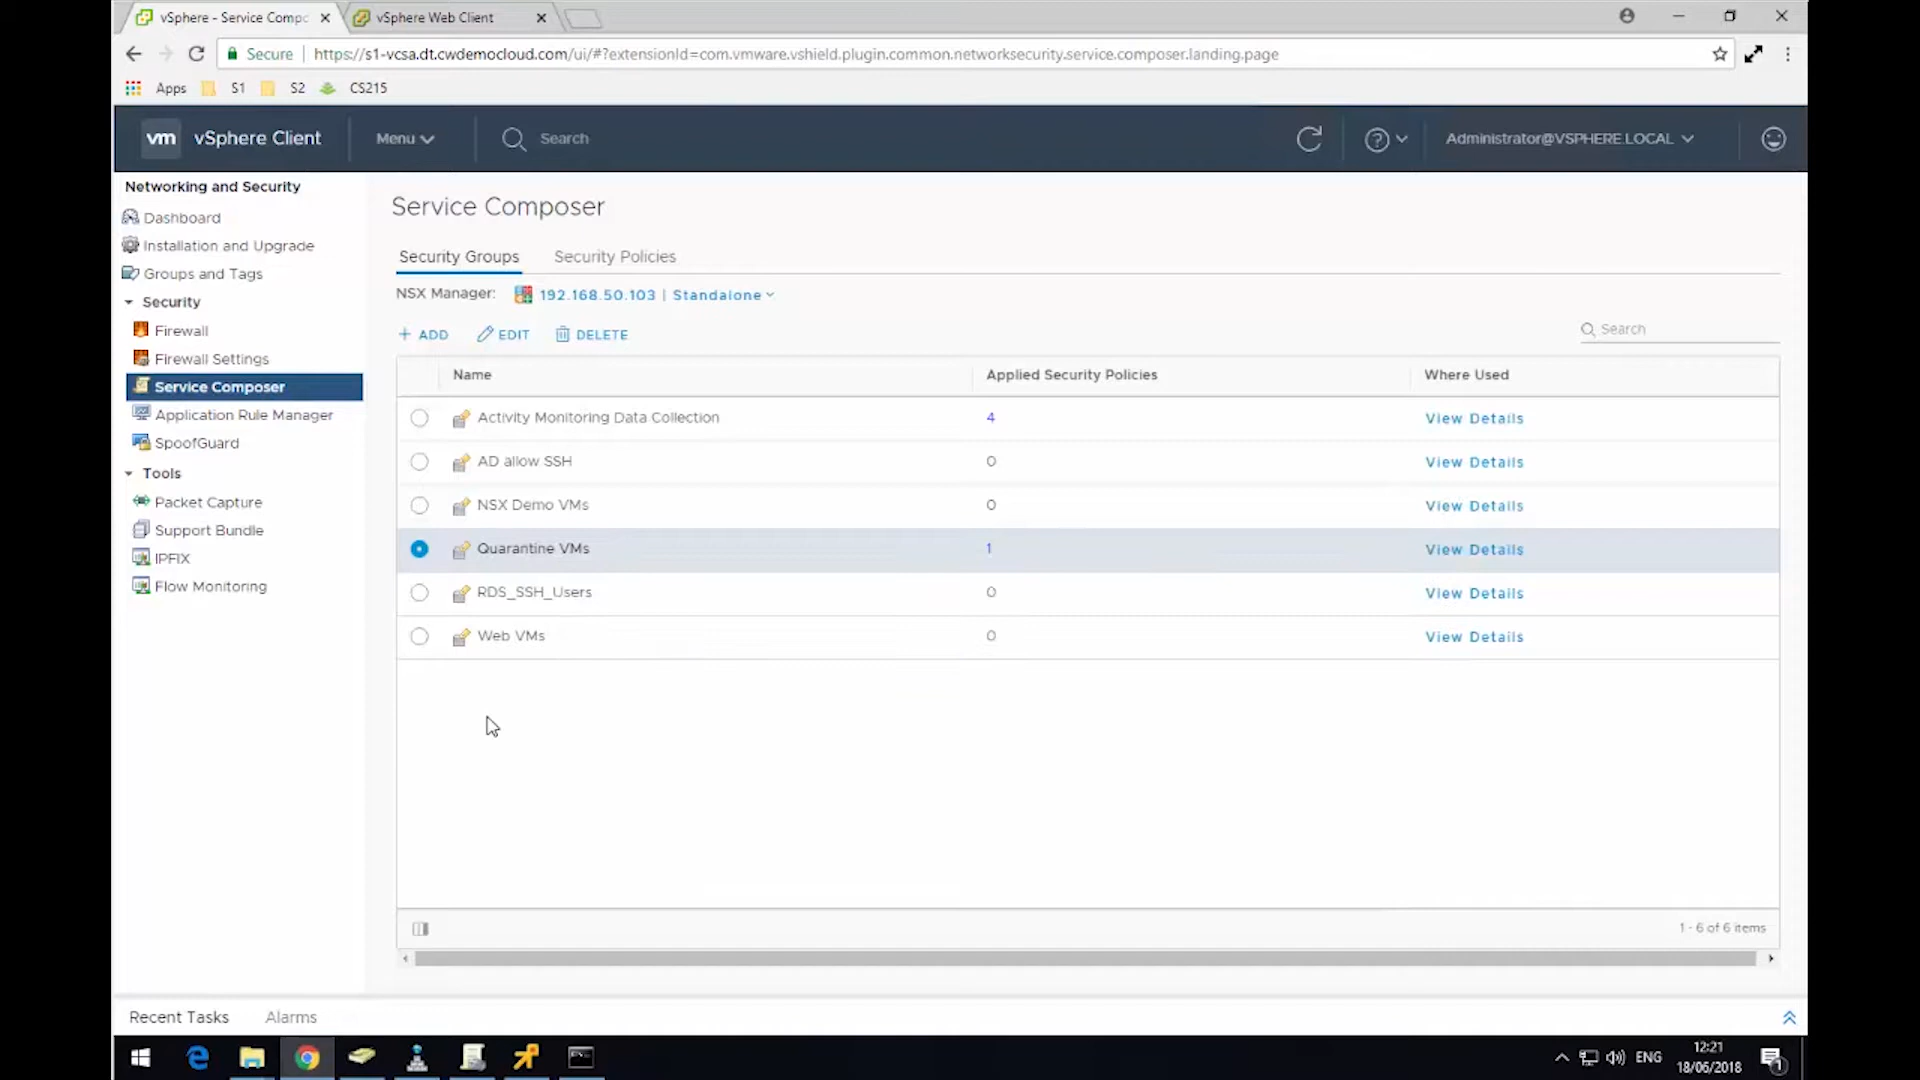 vSphere - Service Compo
vSphere Web Client
Secure
https://s1-vcsa.dt.cwdemocloud.com/ui/#?extensionId=com.vmware.vshield.plugin.common.networksecurity.service.composer.landing.page
Apps S1 S2 CS215
vm vSphere Client Menu Search Administrator@VSPHERE.LOCAL
Networking and Security
Dashboard
Installation and Upgrade
Groups and Tags
Security
Firewall
Firewall Settings
Service Composer
Application Rule Manager
SpoofGuard
Tools
Packet Capture
Support Bundle
IPFIX
Flow Monitoring
Service Composer
Security Groups Security Policies
NSX Manager: 192.168.50.103 | Standalone
+ ADD EDIT DELETE Search
Name Applied Security Policies Where Used
Activity Monitoring Data Collection 4 View Details
AD allow SSH 0 View Details
NSX Demo VMs 0 View Details
Quarantine VMs 1 View Details
RDS_SSH_Users 0 View Details
Web VMs 0 View Details
1 - 6 of 6 items
Recent Tasks Alarms
ENG
12:21
18/06/2018
1